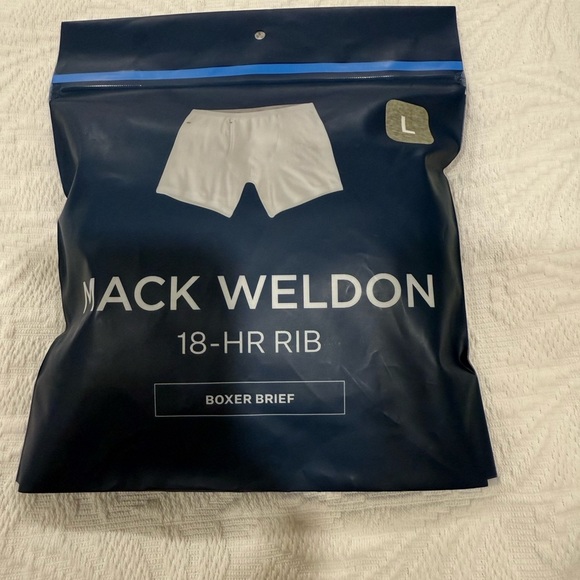 L
MACK WELDON
18-HR RIB
BOXER BRIEF